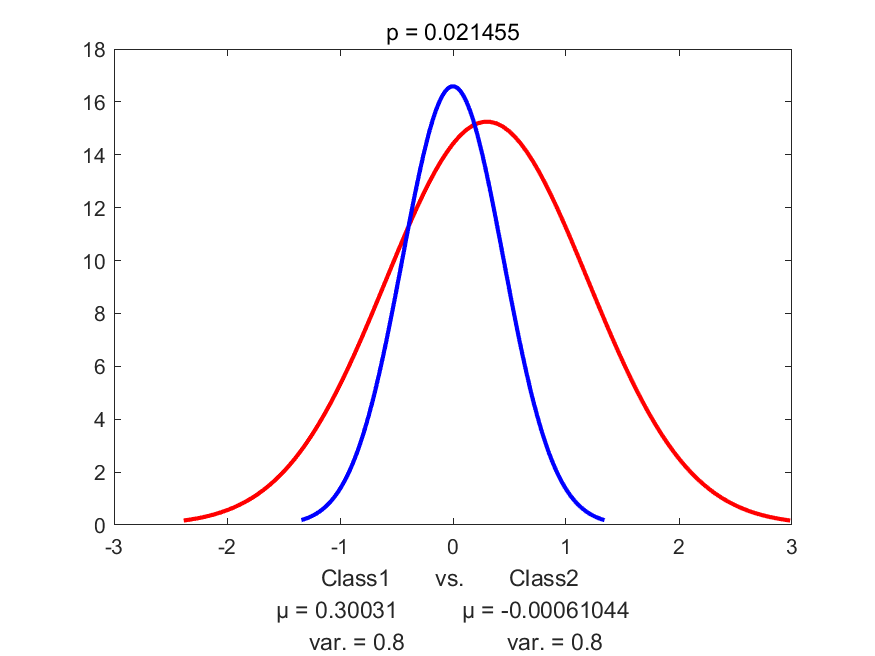 p = 0.021455
18
16
14
12
10
8
6
4
2
0
-3 -2 -1 0 1 2 3
Class1 vs. Class2
μ = 0.30031 μ = -0.00061044
var. = 0.8 var. = 0.8